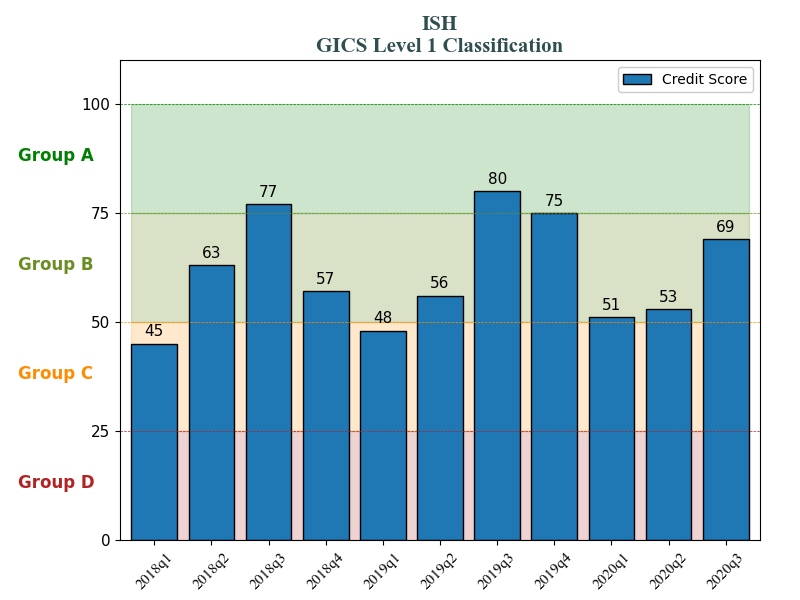 ISH
GICS Level 1 Classification
Credit Score
100
Group A
80
77
75
75
69
63
Group B
57
56
53
51
50
48
45
Group C
25
Group D
0
2018q1 2018q2 2018q3 2018q4 2019q1 2019q2 2019q3 2019q4 2020q1 2020q2 2020q3